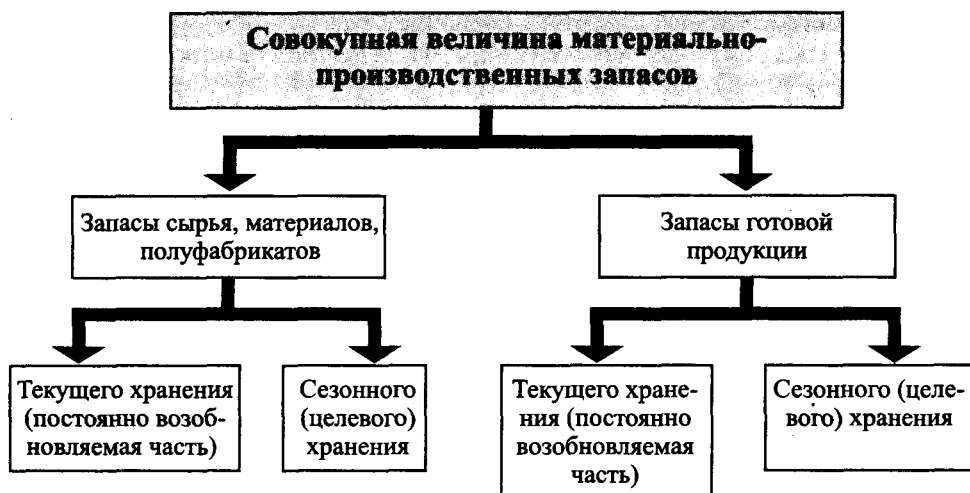 Совокупная величина материально-
производственных запасов
Запасы сырья, материалов,
полуфабрикатов
Запасы готовой
продукции
Текущего хранения
(постоянно возоб-
новляемая часть)
Сезонного
(целевого)
хранения
Текущего хране-
ния (постоянно
возобновляемая
часть)
Сезонного (целе-
вого) хранения